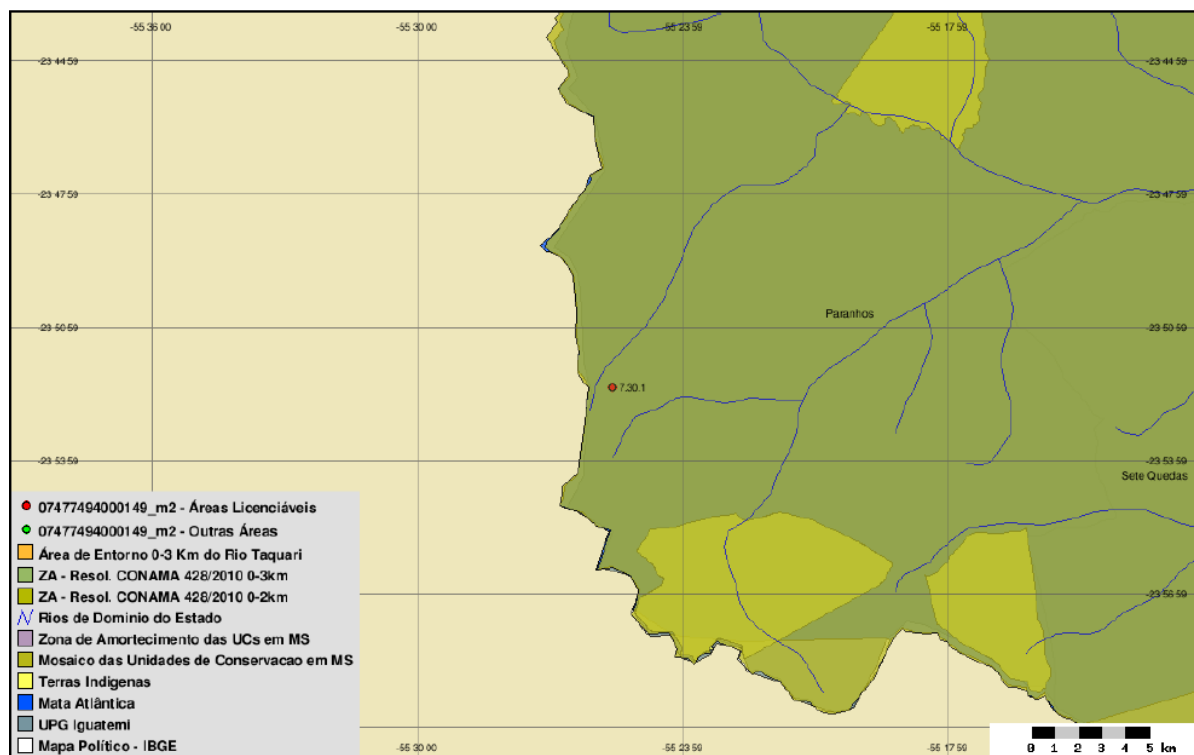 -55 36 00 -55 30 00 -55 23 59 -55 17 59
-23 44 59 -23 44 59
-23 47 59 -23 47 59
Paranhos
-23 50 59 -23 50 59
7.30.1
-23 53 59 -23 53 59
Sete Quedas
07477494000149_m2 - Áreas Licenciáveis
07477494000149_m2 - Outras Áreas
Área de Entorno 0-3 Km do Rio Taquari
ZA - Resol. CONAMA 428/2010 0-3km
ZA - Resol. CONAMA 428/2010 0-2km
-23 56 59
Rios de Dominio do Estado
Zona de Amortecimento das UCs em MS
Mosaico das Unidades de Conservacao em MS
Terras Indigenas
Mata Atlântica
UPG Iguatemi
Mapa Político - IBGE
-55 30 00 -55 23 59 -55 17 59
0 1 2 3 4 5 km